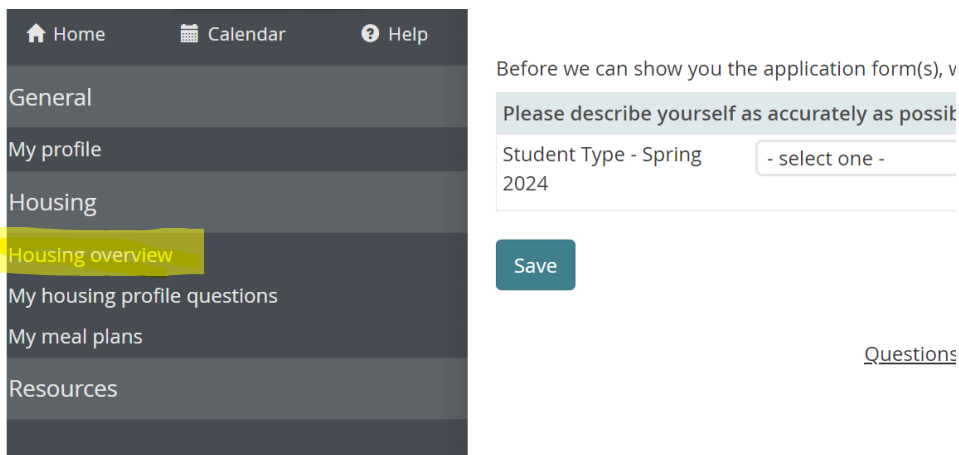 Home Calendar Help
General
My profile
Housing
Housing overview
My housing profile questions
My meal plans
Resources
Before we can show you the application form(s),
Please describe yourself as accurately as
Student Type - Spring
2024
- select one -
Save
Questions